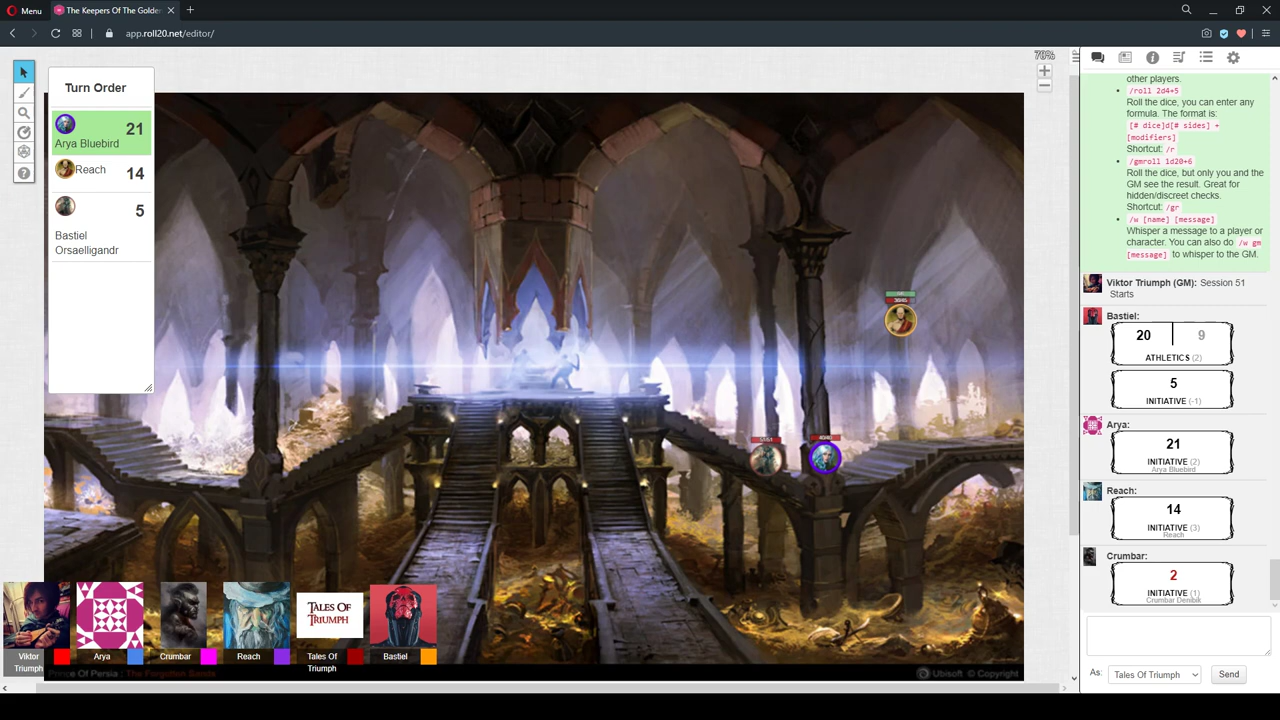 Menu
The Keepers Of The Golde
app.roll20.net/editor/
Turn Order
21
Arya Bluebird
Reach
14
5
Bastiel
Orsaelligandr
70%
other players.
/roll 2d4+5
Roll the dice, you can enter any
formula. The format is:
[# dice]d[# sides] +
[modifiers]
Shortcut: /r
/gmroll 1d20+6
Roll the dice, but only you and the
GM see the result. Great for
hidden/discreet checks.
Shortcut: /gr
/w [name] [message]
Whisper a message to a player or
character. You can also do /w gm
[message] to whisper to the GM.
Viktor Triumph (GM): Session 51
Starts
Bastiel:
20 9
ATHLETICS (2)
5
INITIATIVE (-1)
Arya:
21
INITIATIVE (2)
Arya Bluebird
Reach:
14
INITIATIVE (3)
Reach
Crumbar:
2
INITIATIVE (1)
Crumbar Denibik
As:
Tales Of Triumph
Send
TALES OF
TRIUMPH
Viktor
Triumph
Arya
Crumbar
Reach
Tales Of
Triumph
Bastiel
Prince Of Persia : The Forgotten Sands
Ubisoft © Copyright